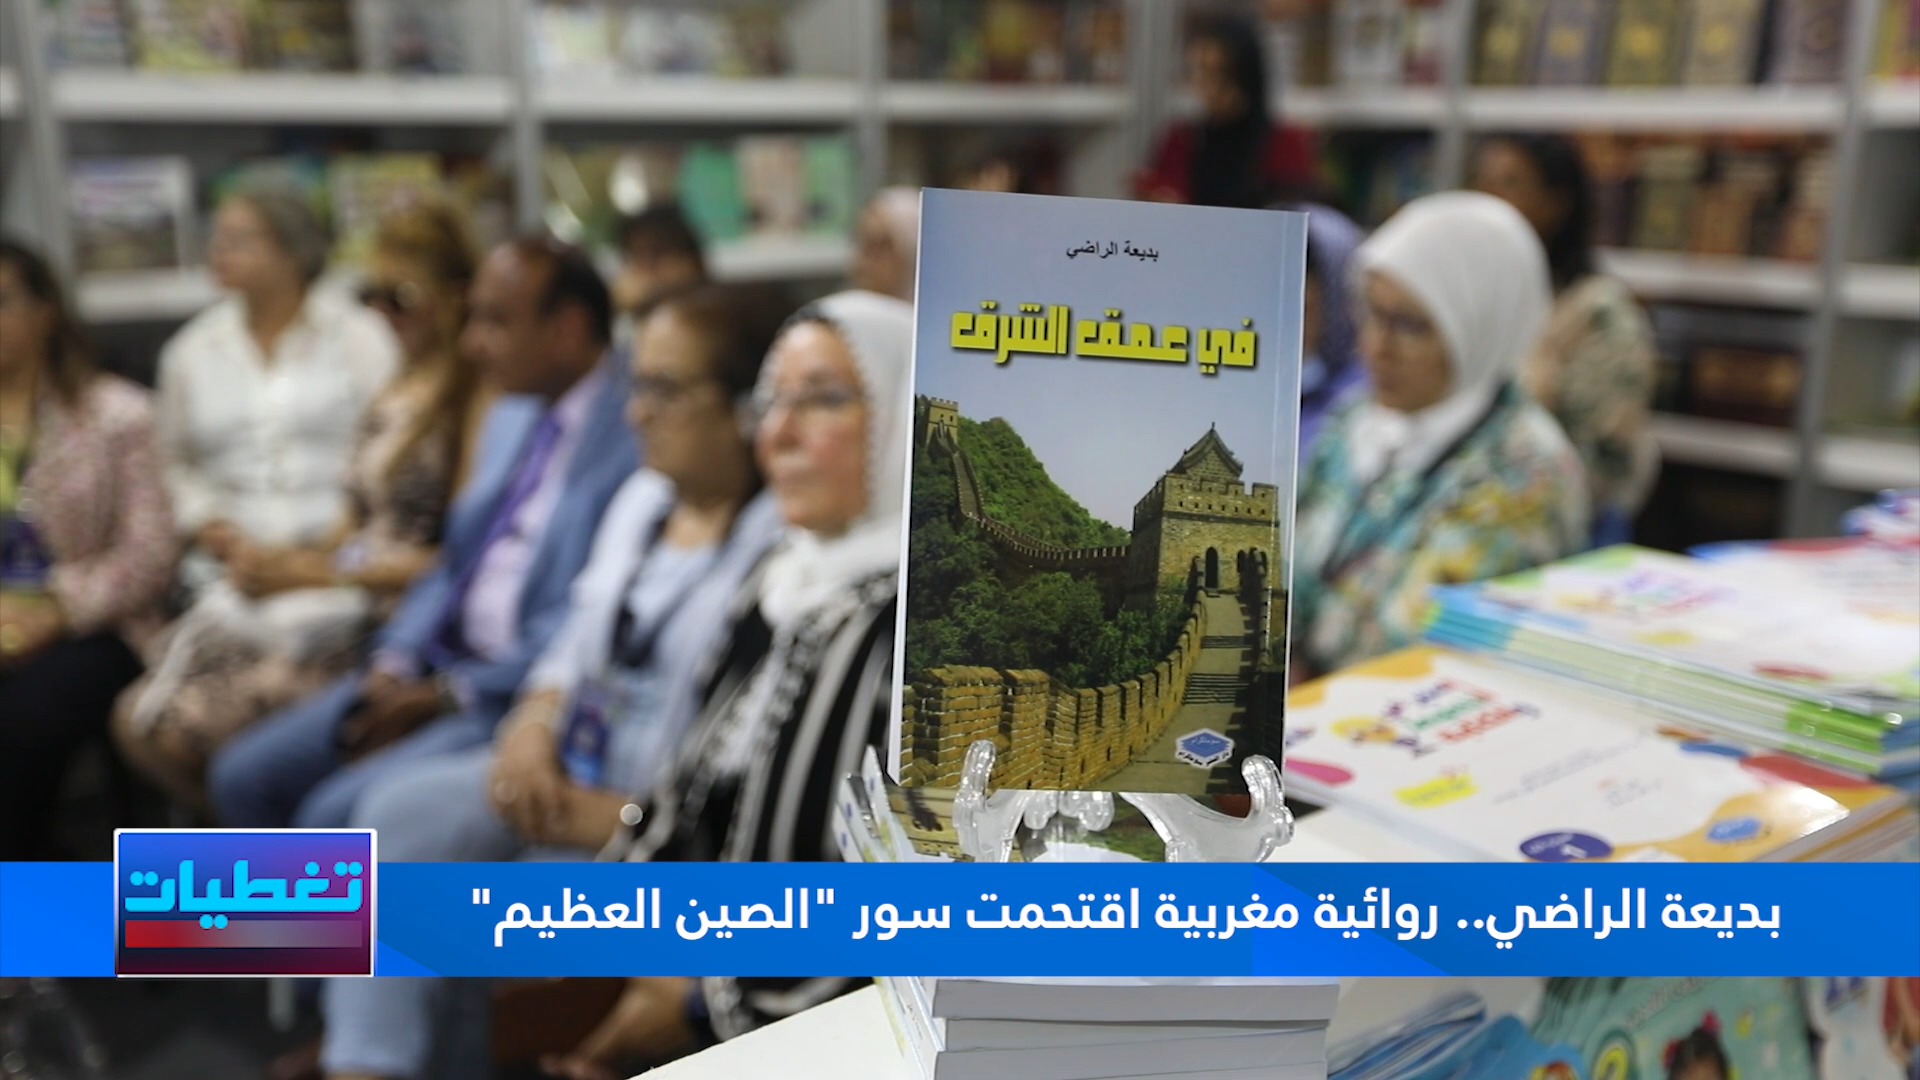 بديعة الراضي
في عمق الشرق
تغطيات
بديعة الراضي.. روائية مغربية اقتحمت سور "الصين العظيم"